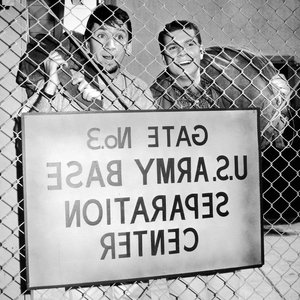 GATE No. 3
U.S. ARMY BASE
SEPARATION
CENTER